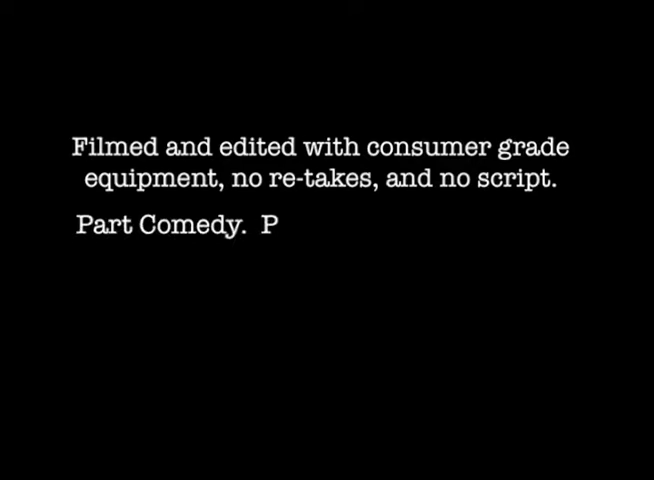 Filmed and edited with consumer grade
equipment, no re-takes, and no script.
Part Comedy.  P